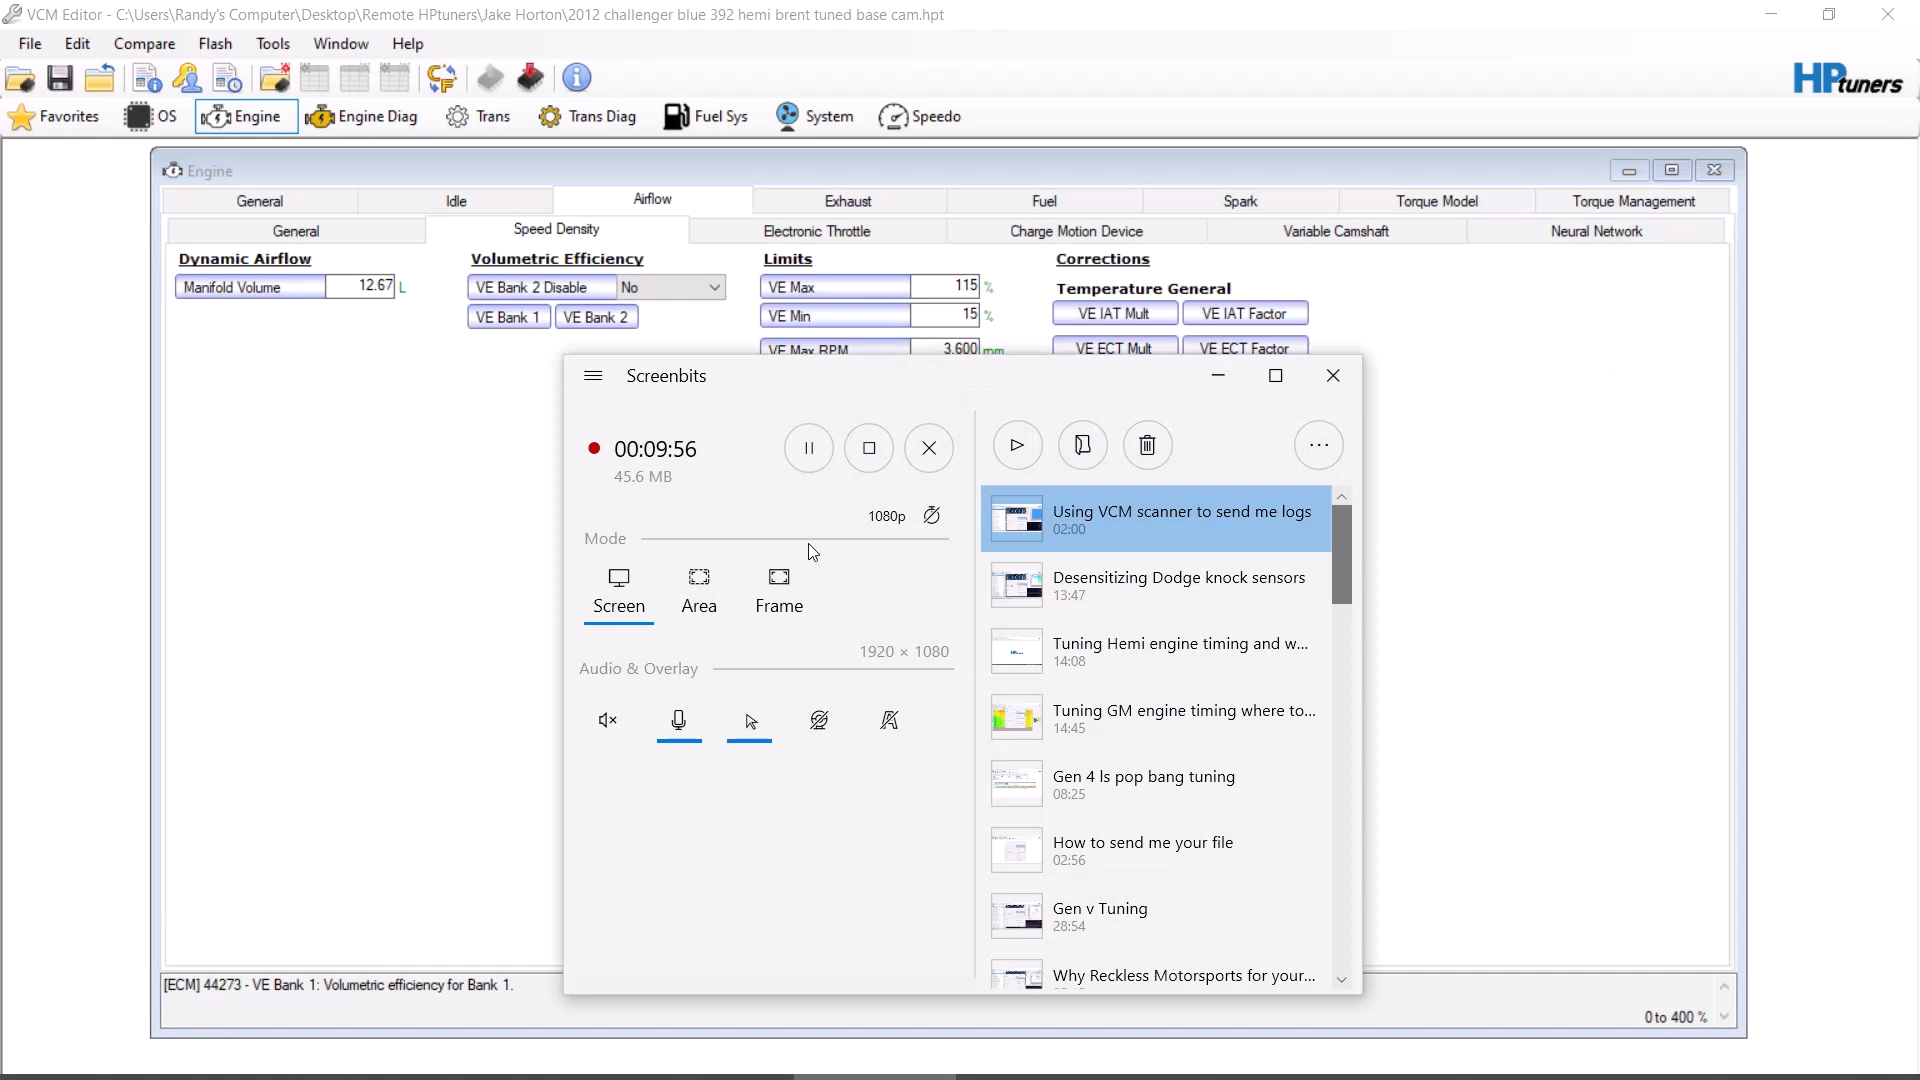 VCM Editor - C:\Users\Randy's Computer\Desktop\Remote HPtuners\Jake Horton\2012 challenger blue 392 hemi brent tuned base cam.hpt
File Edit Compare Flash Tools Window Help
HPtuners
Favorites OS Engine Engine Diag Trans Trans Diag Fuel Sys System Speedo
Engine
General Idle Airflow Exhaust Fuel Spark Torque Model Torque Management
General Speed Density Electronic Throttle Charge Motion Device Variable Camshaft Neural Network
Dynamic Airflow Volumetric Efficiency Limits Corrections
Manifold Volume 12.67 L VE Bank 2 Disable No VE Max 115 % Temperature General
VE Bank 1 VE Bank 2 VE Min 15 % VE IAT Mult VE IAT Factor
VE Max RPM 3,600 rpm VE ECT Mult VE ECT Factor
Screenbits
00:09:56
45.6 MB
1080p
Mode
Screen Area Frame
1920 × 1080
Audio & Overlay
Using VCM scanner to send me logs
02:00
Desensitizing Dodge knock sensors
13:47
Tuning Hemi engine timing and w...
14:08
Tuning GM engine timing where to...
14:45
Gen 4 ls pop bang tuning
08:25
How to send me your file
02:56
Gen v Tuning
28:54
Why Reckless Motorsports for your...
[ECM] 44273 - VE Bank 1: Volumetric efficiency for Bank 1.
0 to 400 %